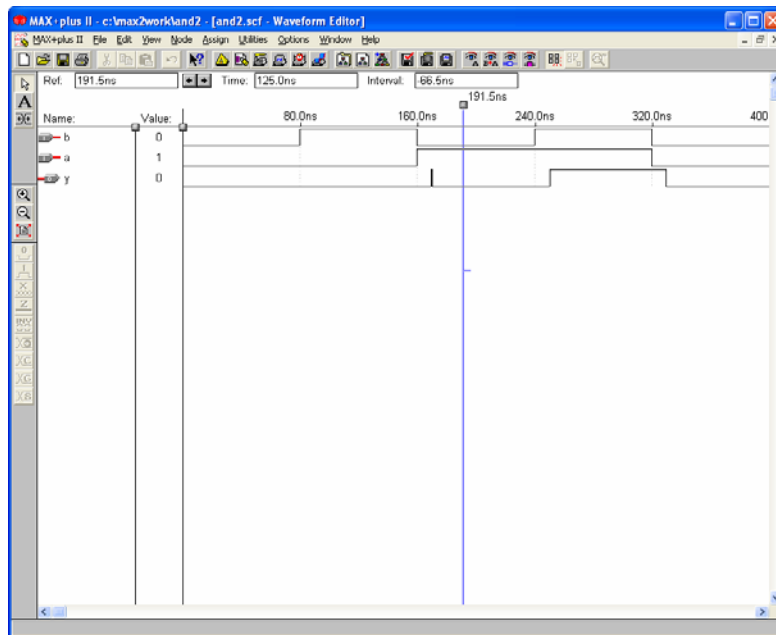 MAX+plus II - c:\max2work\and2 - [and2.scf - Waveform Editor]
MAX+plus II File Edit View Node Assign Utilities Options Window Help
Ref: 191.5ns Time: 125.0ns Interval: -66.5ns
191.5ns
Name: Value: 80.0ns 160.0ns 240.0ns 320.0ns 400
b 0
a 1
y 0